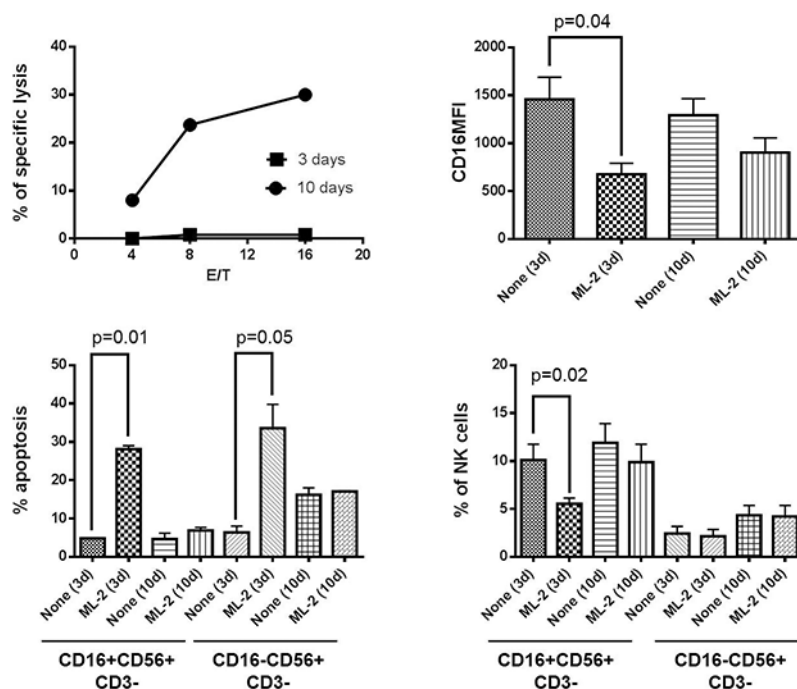 % of specific lysis
40
30
20
10
0
3 days
10 days
0
4
8
12
16
20
E/T
p=0.04
CD16MFI
2000
1500
1000
500
0
None (3d)
ML-2 (3d)
None (10d)
ML-2 (10d)
p=0.01
p=0.05
% apoptosis
50
40
30
20
10
0
None (3d)
ML-2 (3d)
None (10d)
ML-2 (10d)
None (3d)
ML-2 (3d)
None (10d)
ML-2 (10d)
CD16+CD56+
CD3-
CD16-CD56+
CD3-
p=0.02
% of NK cells
20
15
10
5
0
None (3d)
ML-2 (3d)
None (10d)
ML-2 (10d)
None (3d)
ML-2 (3d)
None (10d)
ML-2 (10d)
CD16+CD56+
CD3-
CD16-CD56+
CD3-